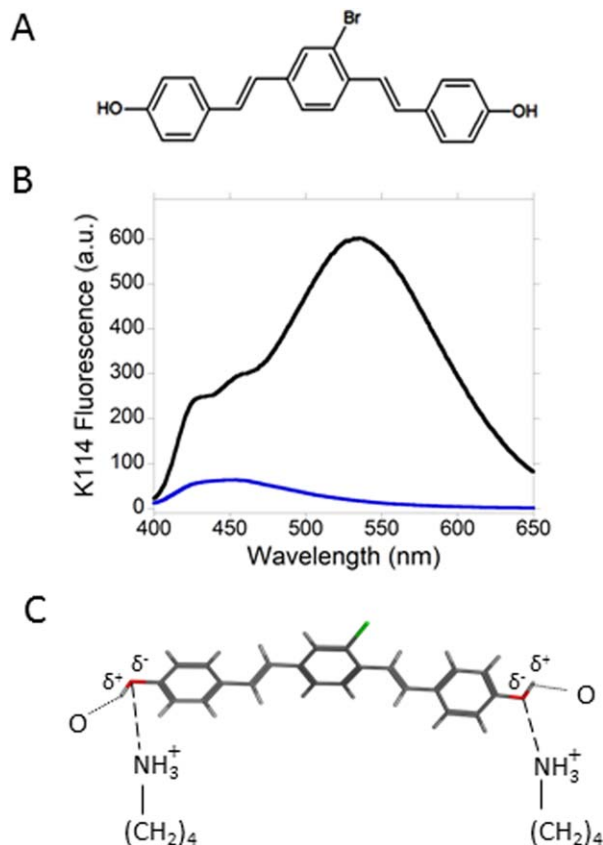 A
Br
HO
OH
B
K114 Fluorescence (a.u.)
600
500
400
300
200
100
0
400 450 500 550 600 650
Wavelength (nm)
C
δ⁺ δ⁻
δ⁻ δ⁺
O
O
NH₃⁺
NH₃⁺
(CH₂)₄
(CH₂)₄